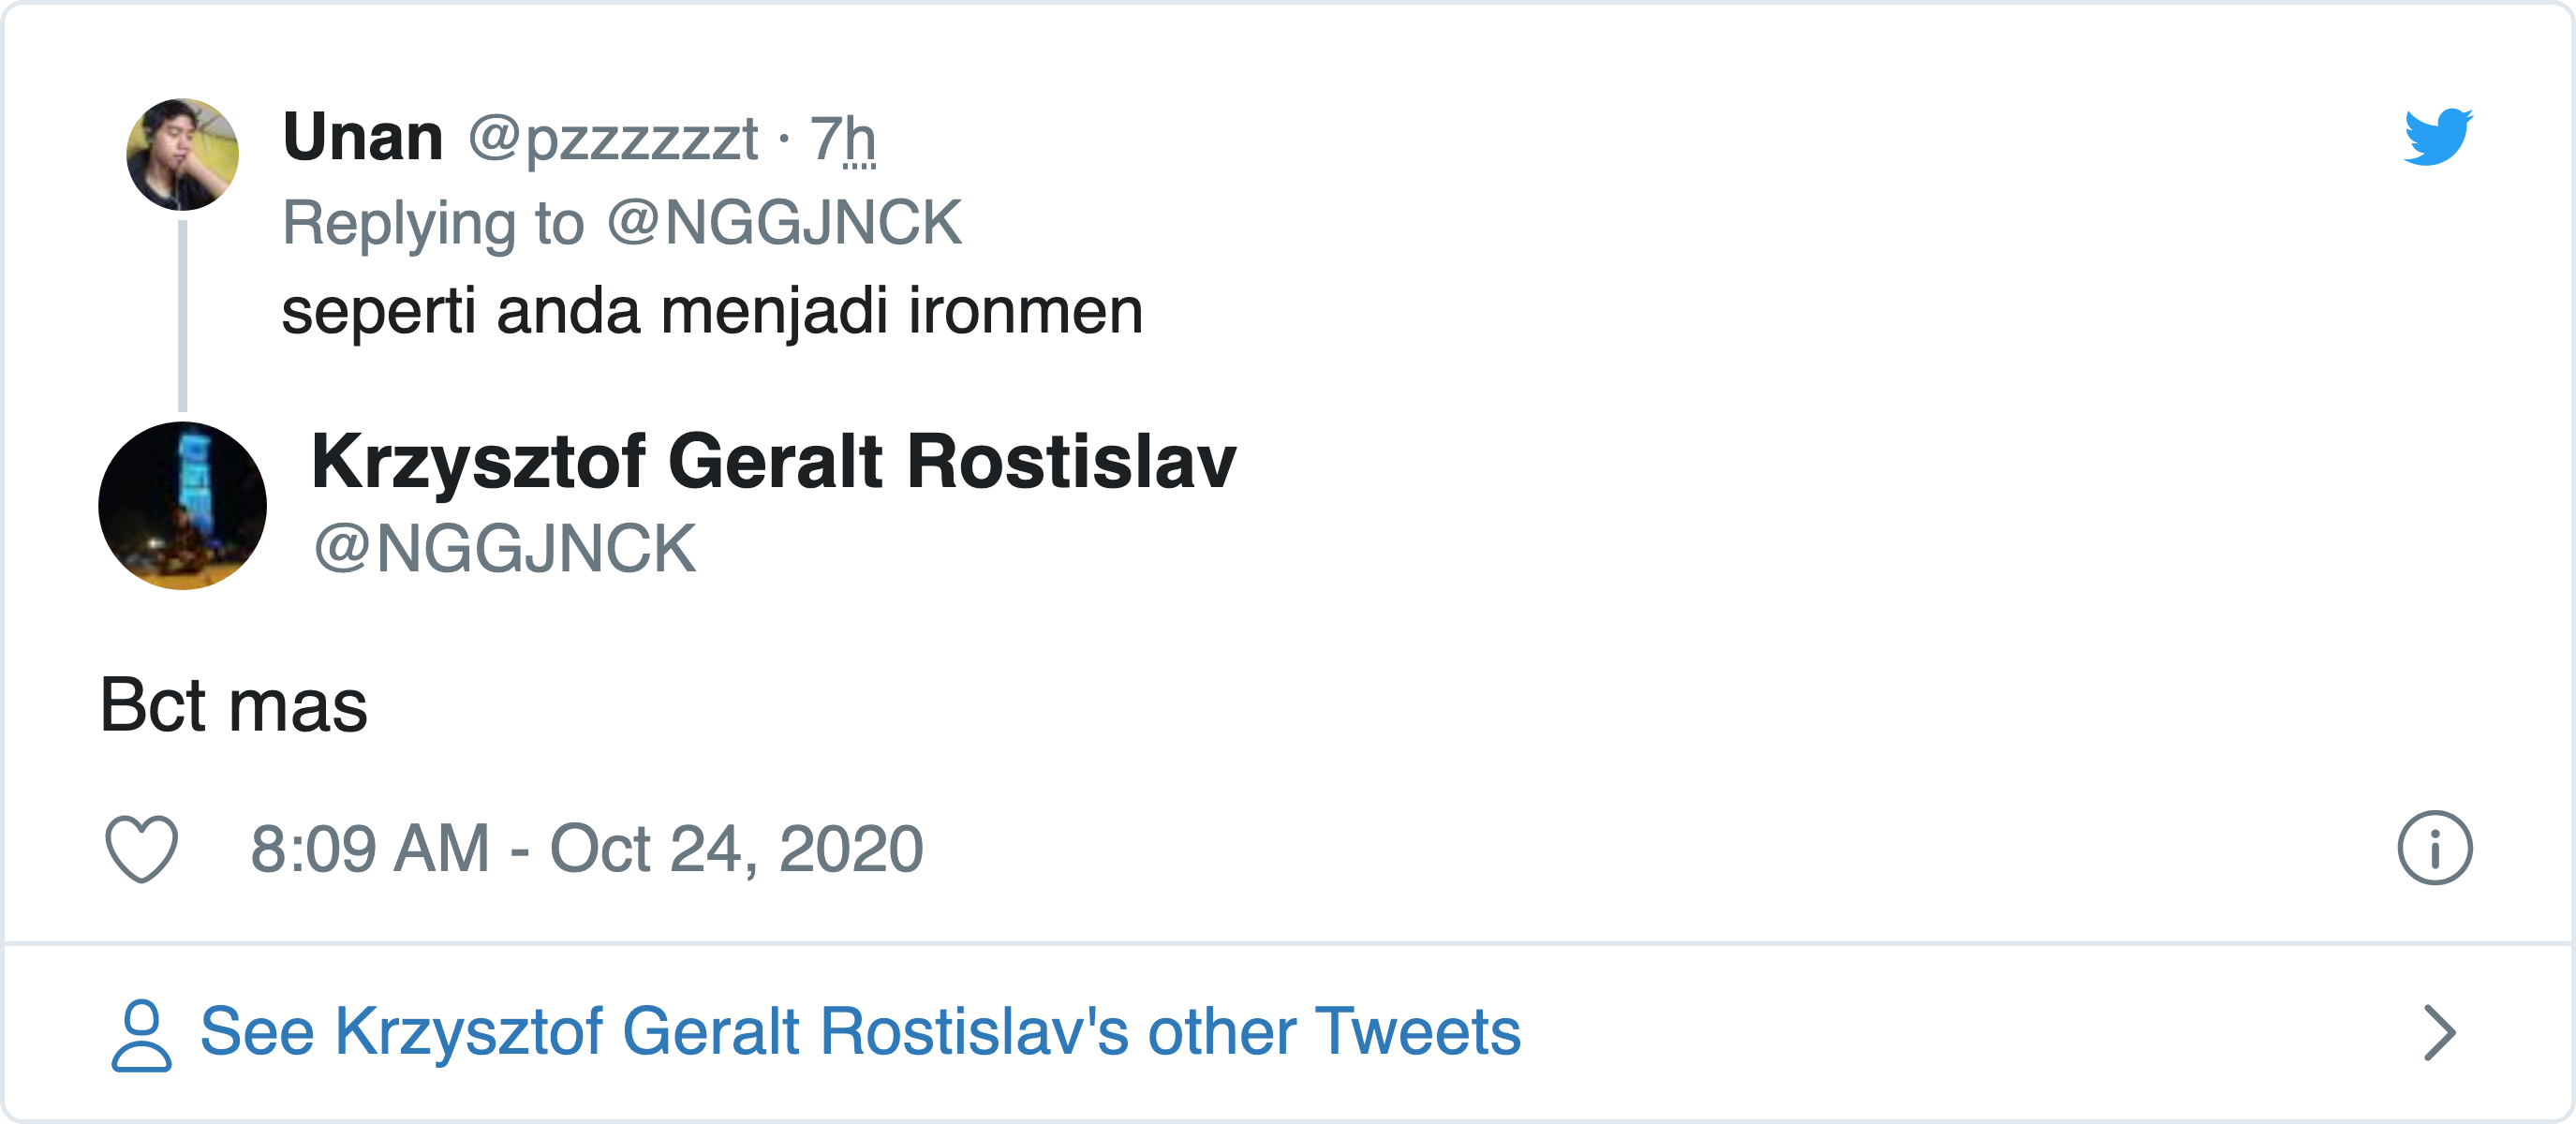 Unan @pzzzzzzt · 7h
Replying to @NGGJNCK
seperti anda menjadi ironmen
Krzysztof Geralt Rostislav
@NGGJNCK
Bct mas
8:09 AM - Oct 24, 2020
See Krzysztof Geralt Rostislav's other Tweets